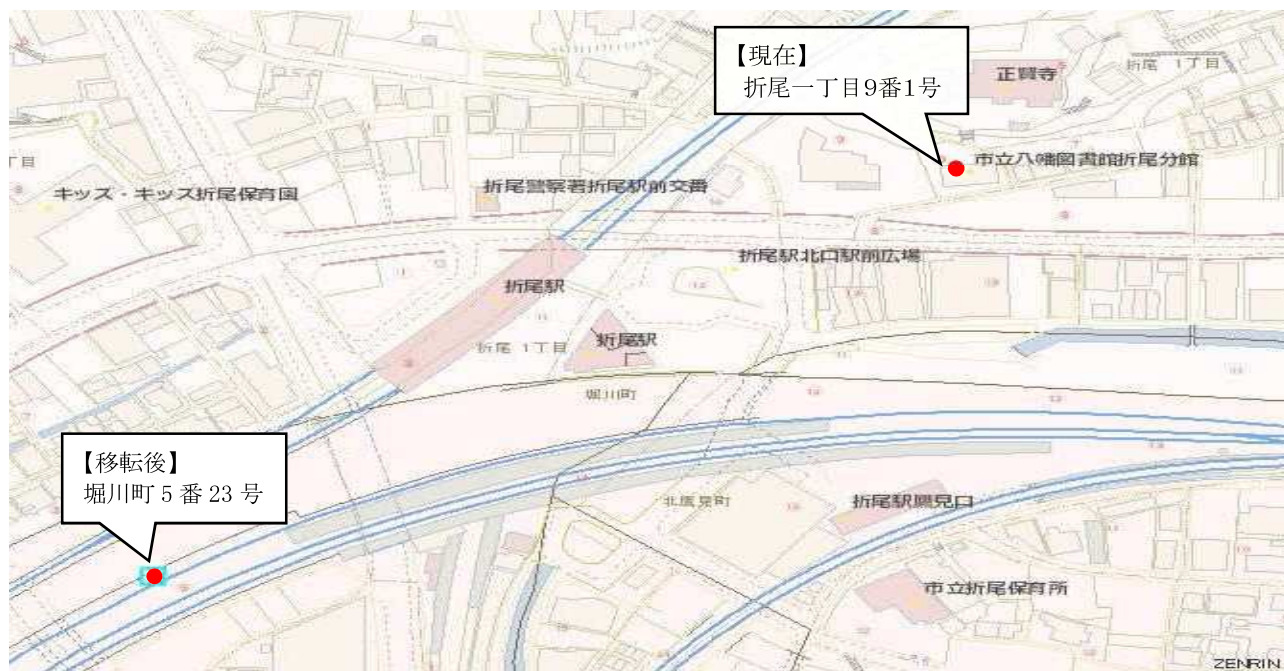 【現在】
折尾一丁目9番1号
正賢寺
折尾 1丁目
市立八幡図書館折尾分館
丁目
キッズ・キッズ折尾保育園
折尾警察署折尾駅前交番
折尾駅北口駅前広場
折尾駅
折尾駅
折尾 1丁目
堀川町
【移転後】
堀川町5番23号
北鷹見町
折尾駅鷹見口
市立折尾保育所
ZENRIN